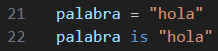 21 palabra = "hola"
22 palabra is "hola"